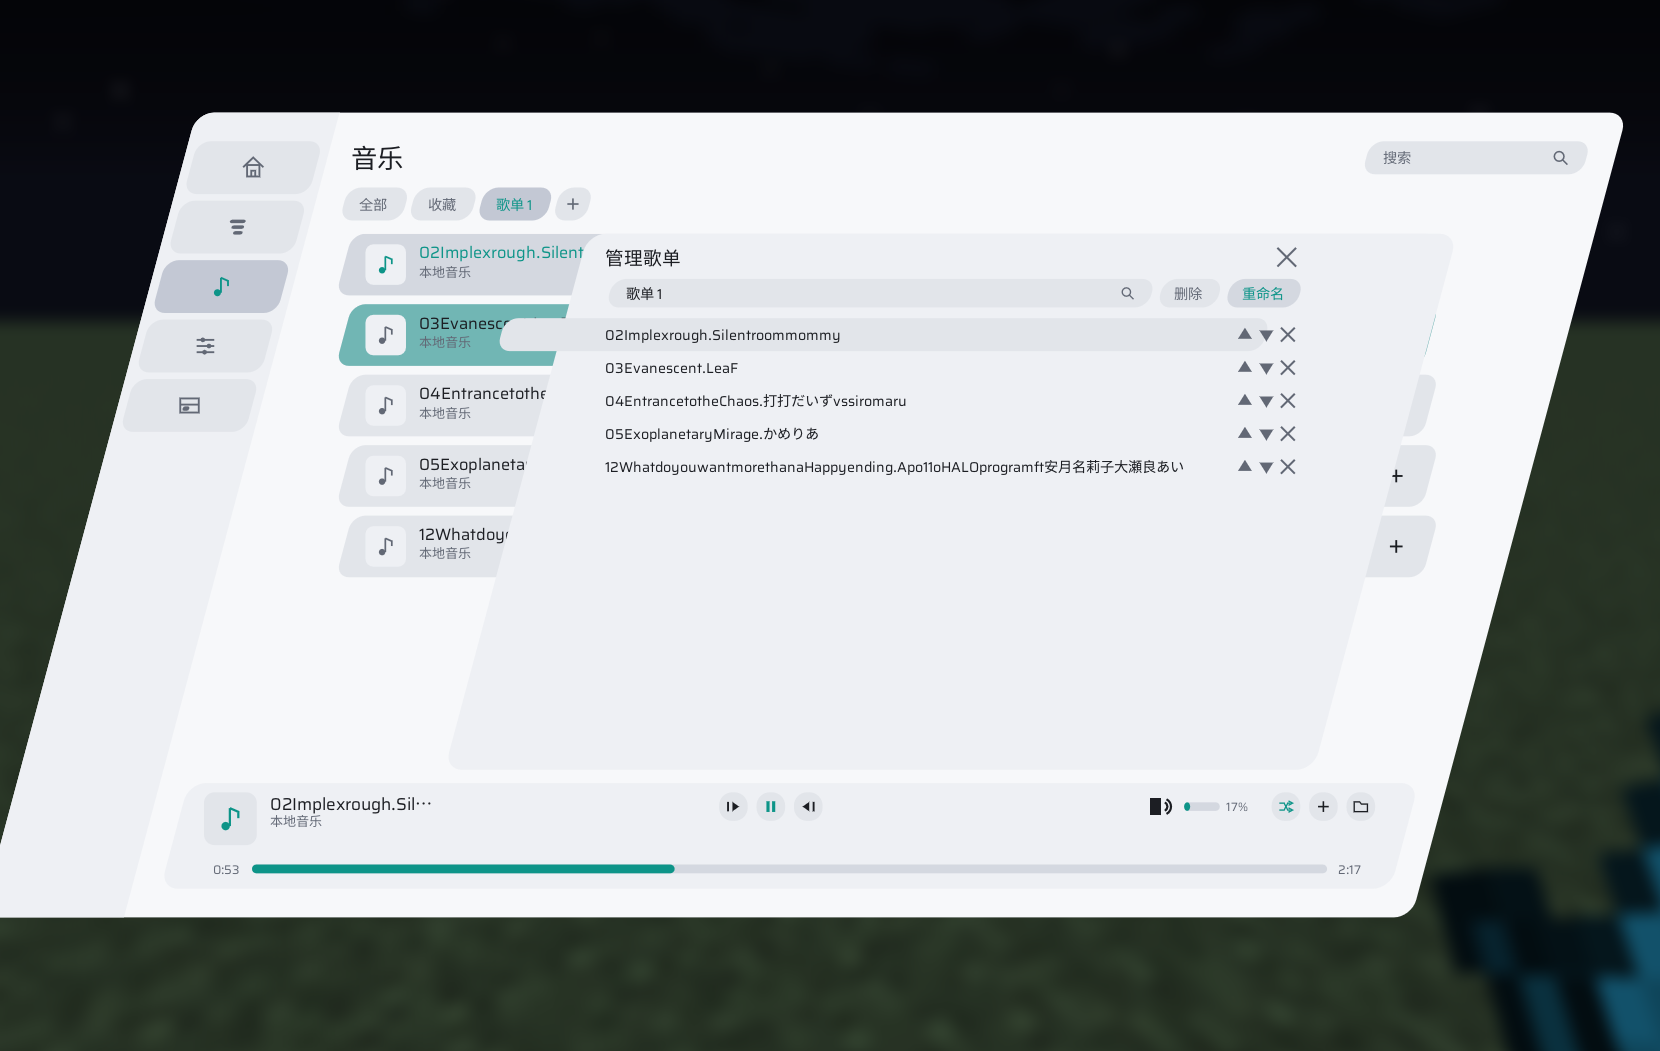 音乐
搜索
全部 收藏 歌单 1 +
02Implexrough.Silent
本地音乐
03Evanesc
本地音乐
04Entrancetothe
本地音乐
05Exoplaneta
本地音乐
12Whatdoy
本地音乐
管理歌单
歌单 1
删除 重命名
02Implexrough.Silentroommommy
03Evanescent.LeaF
04EntrancetotheChaos.打打だいずvssiromaru
05ExoplanetaryMirage.かめりあ
12WhatdoyouwantmorethanaHappyending.Apo11oHALOprogramft安月名莉子大瀬良あい
02Implexrough.Sil···
本地音乐
17%
0:53
2:17